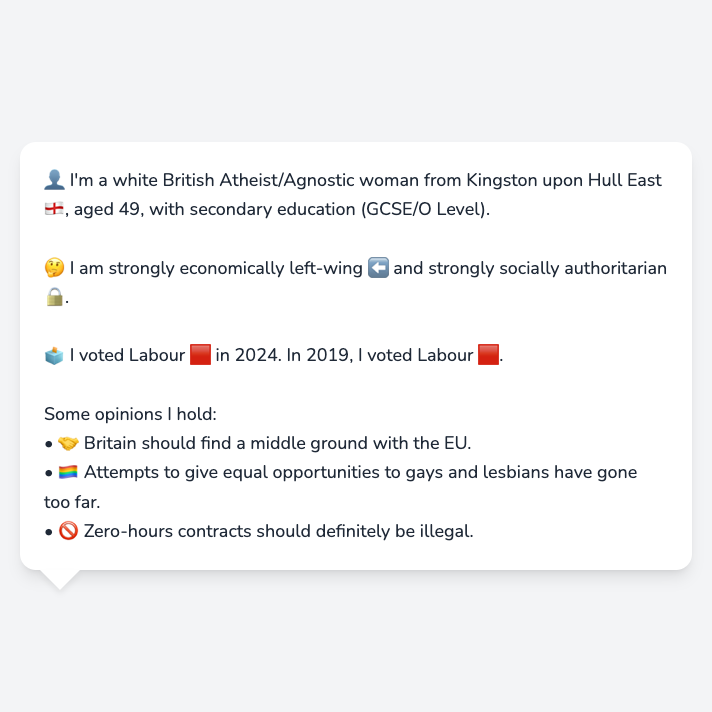 👤 I'm a white British Atheist/Agnostic woman from Kingston upon Hull East
🏴󠁧󠁢󠁥󠁮󠁧󠁿, aged 49, with secondary education (GCSE/O Level).
🤔 I am strongly economically left-wing ⬅️ and strongly socially authoritarian
🔒.
🗳️ I voted Labour 🟥 in 2024. In 2019, I voted Labour 🟥.
Some opinions I hold:
• 🤝 Britain should find a middle ground with the EU.
• 🏳️‍🌈 Attempts to give equal opportunities to gays and lesbians have gone
too far.
• 🚫 Zero-hours contracts should definitely be illegal.